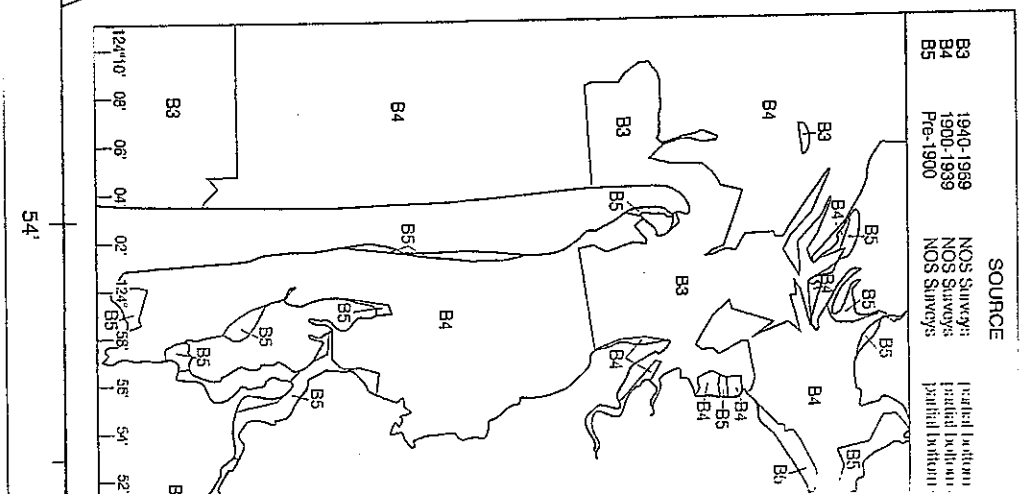 SOURCE
B3 1940-1969 NOS Surveys partial bottom
B4 1900-1939 NOS Surveys partial bottom
B5 Pre-1900 NOS Surveys partial bottom
B4
B3
B5
B4
B5
B4
B5
B4
B3
B3
B5
B4
B4
B5
B4
B5
B5
B4
B5
B4
B5
B5
B5
B5
B3
B5
124°10'
08'
06'
04'
02'
124°
58'
56'
54'
52'
54'